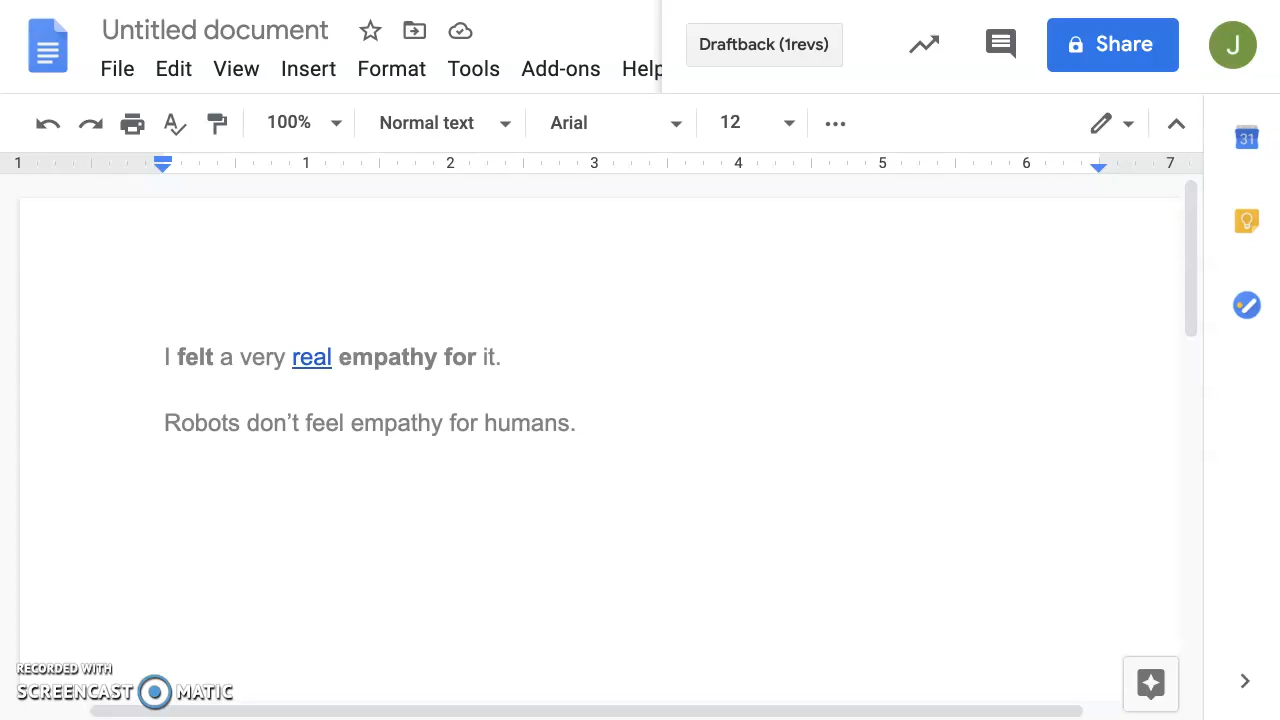 Untitled document
File Edit View Insert Format Tools Add-ons Help
Draftback (1revs)
Share
J
100% Normal text Arial 12
1 1 2 3 4 5 6 7
31
I felt a very real empathy for it.
Robots don’t feel empathy for humans.
RECORDED WITH
SCREENCAST MATIC